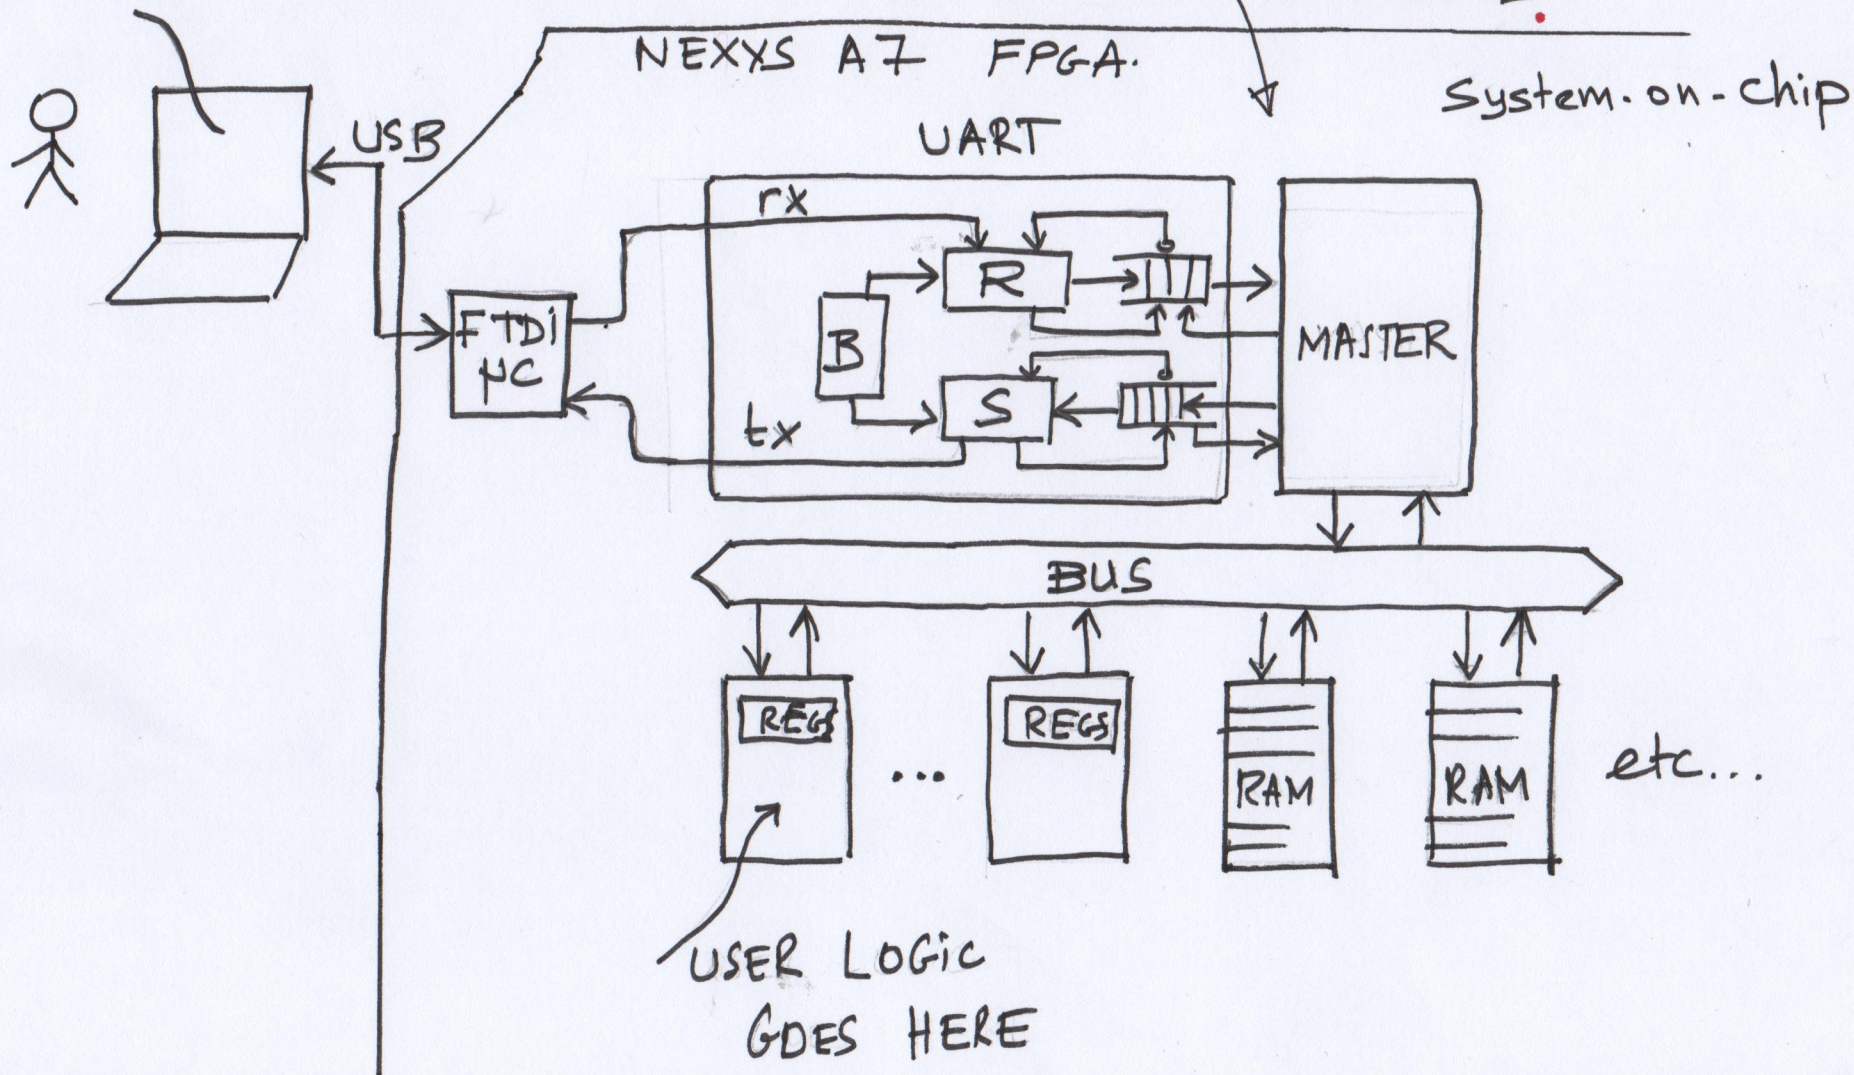 NEXYS A7 FPGA.
System-on-Chip
USB
UART
rx
R
FTDi
µC
B
MASTER
S
tx
BUS
REGS
REGS
...
RAM
RAM
etc...
USER LOGiC
GOES HERE